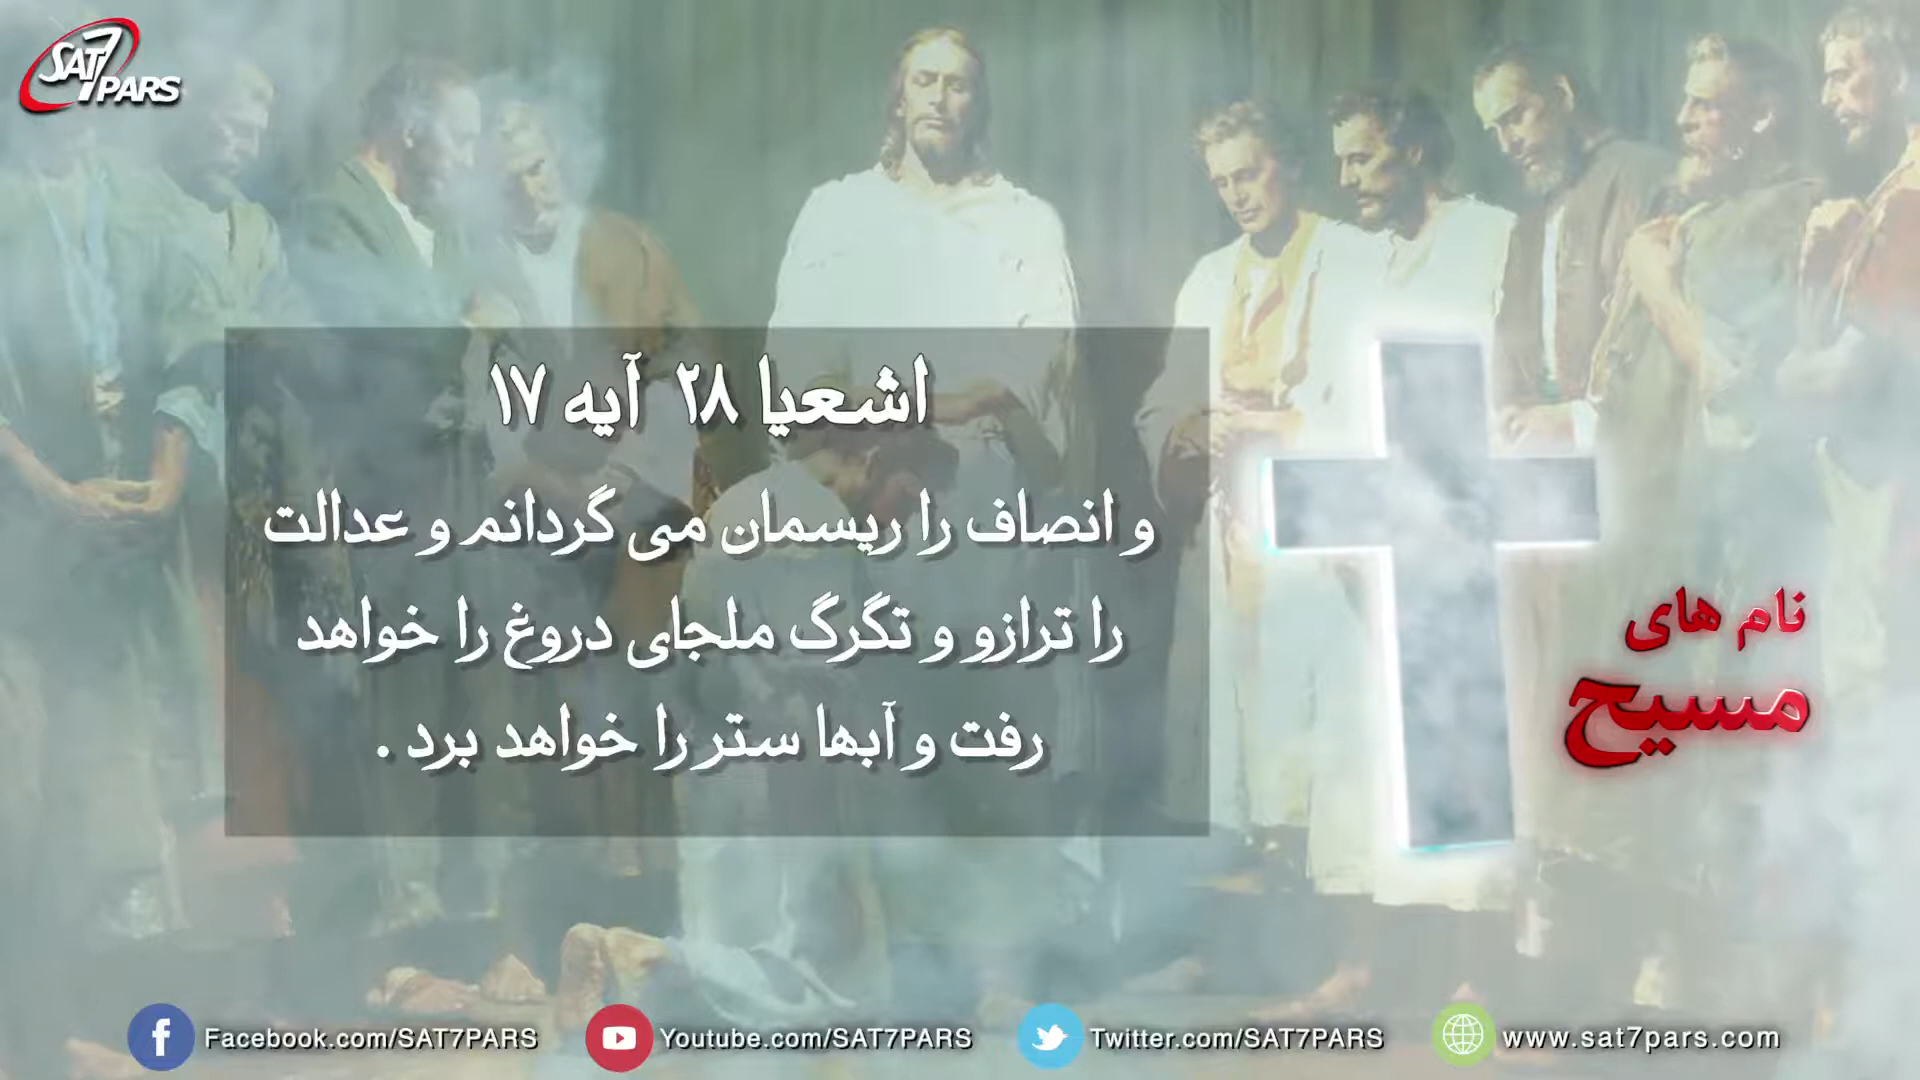 SAT7 PARS
اشعیا ۲۸ آیه ۱۷
و انصاف را ریسمان می گردانم و عدالت
را ترازو و تگرگ ملجای دروغ را خواهد
رفت و آبها ستر را خواهد برد .
نام های
مسیح
Facebook.com/SAT7PARS
Youtube.com/SAT7PARS
Twitter.com/SAT7PARS
www.sat7pars.com